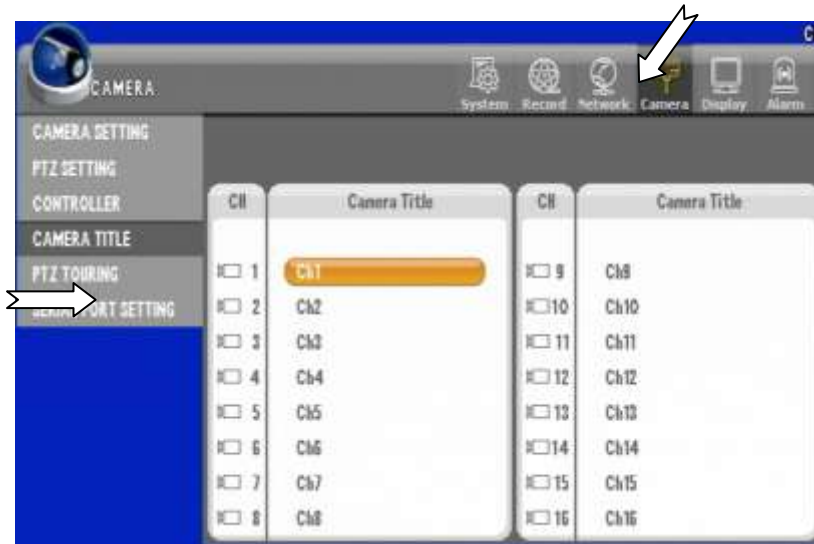 C
CAMERA
System Record Network Camera Display Alarm
CAMERA SETTING
PTZ SETTING
CONTROLLER
CAMERA TITLE
PTZ TOURING
SERIAL PORT SETTING
CH Camera Title CH Camera Title
1 Ch1 9 Ch9
2 Ch2 10 Ch10
3 Ch3 11 Ch11
4 Ch4 12 Ch12
5 Ch5 13 Ch13
6 Ch6 14 Ch14
7 Ch7 15 Ch15
8 Ch8 16 Ch16